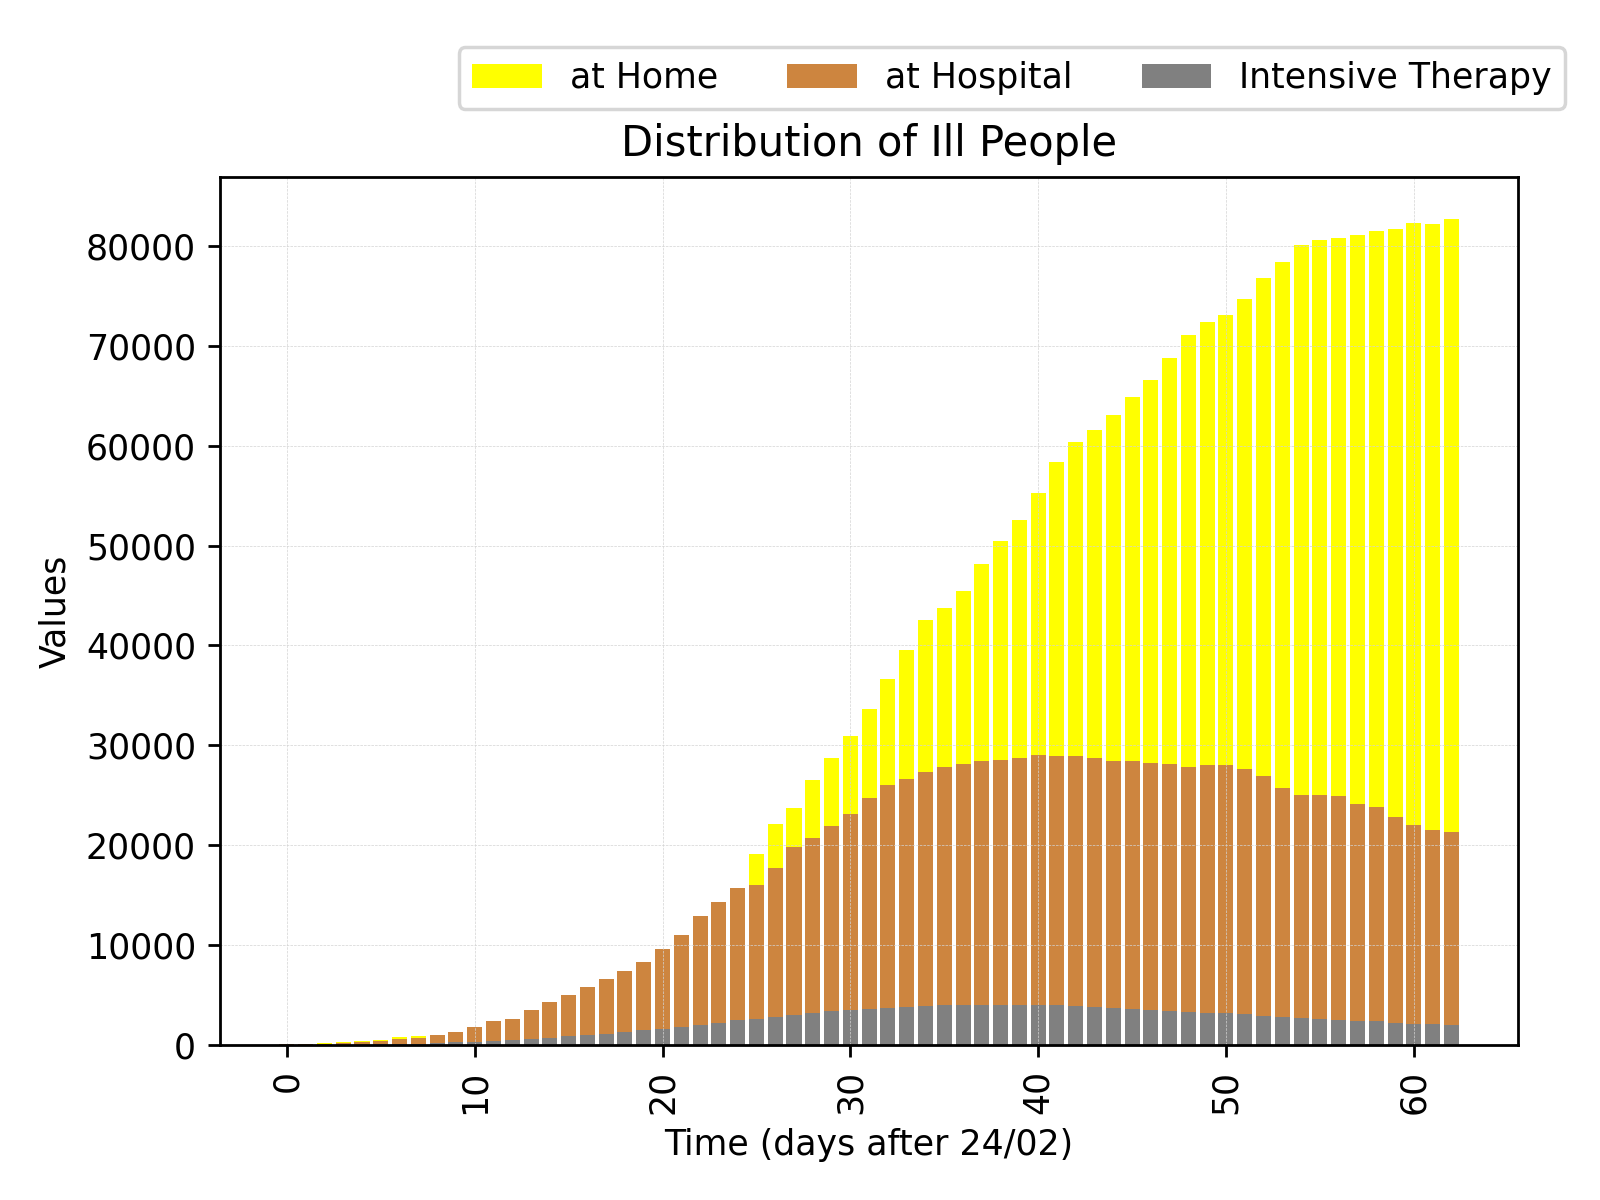 at Home at Hospital Intensive Therapy
Distribution of Ill People
80000
70000
60000
50000
40000
30000
20000
10000
0
Values
0 10 20 30 40 50 60
Time (days after 24/02)